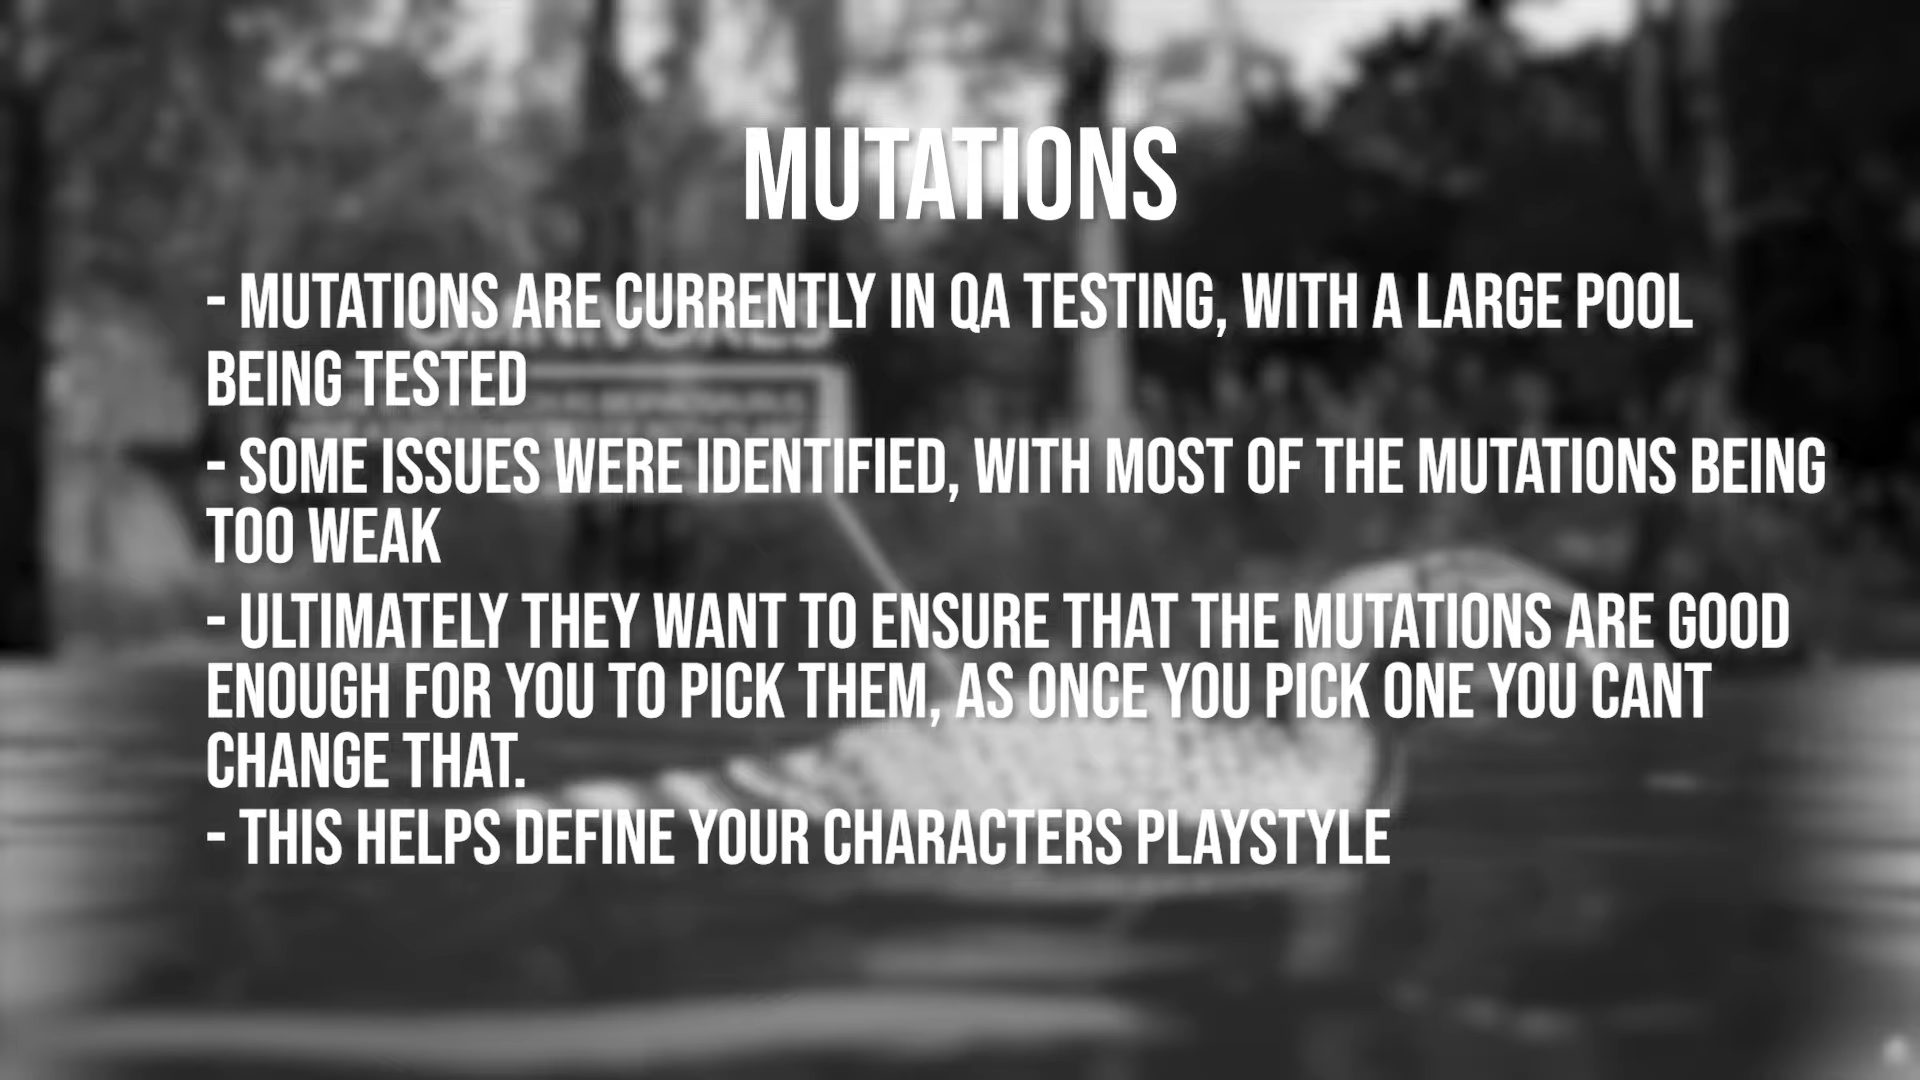 MUTATIONS
- MUTATIONS ARE CURRENTLY IN QA TESTING, WITH A LARGE POOL
BEING TESTED
- SOME ISSUES WERE IDENTIFIED, WITH MOST OF THE MUTATIONS BEING
TOO WEAK
- ULTIMATELY THEY WANT TO ENSURE THAT THE MUTATIONS ARE GOOD
ENOUGH FOR YOU TO PICK THEM, AS ONCE YOU PICK ONE YOU CANT
CHANGE THAT.
- THIS HELPS DEFINE YOUR CHARACTERS PLAYSTYLE